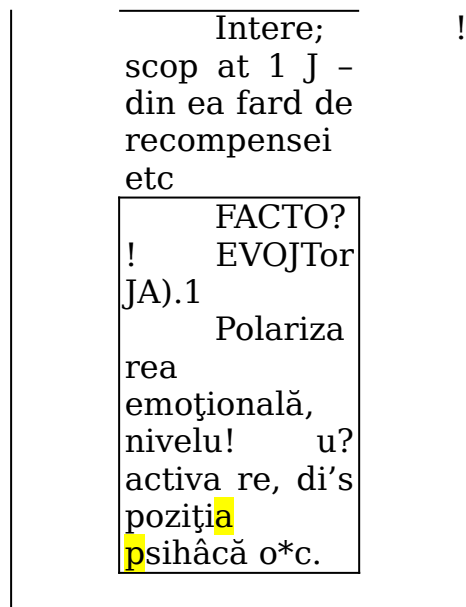 Intere; !
scop at 1 J –
din ea fard de
recompensei
etc
FACTO?
! EVOJTor
JA).1
Polariza
rea
emoţională,
nivelu! u?
activa re, di's
poziţia
psihâcă o*c.